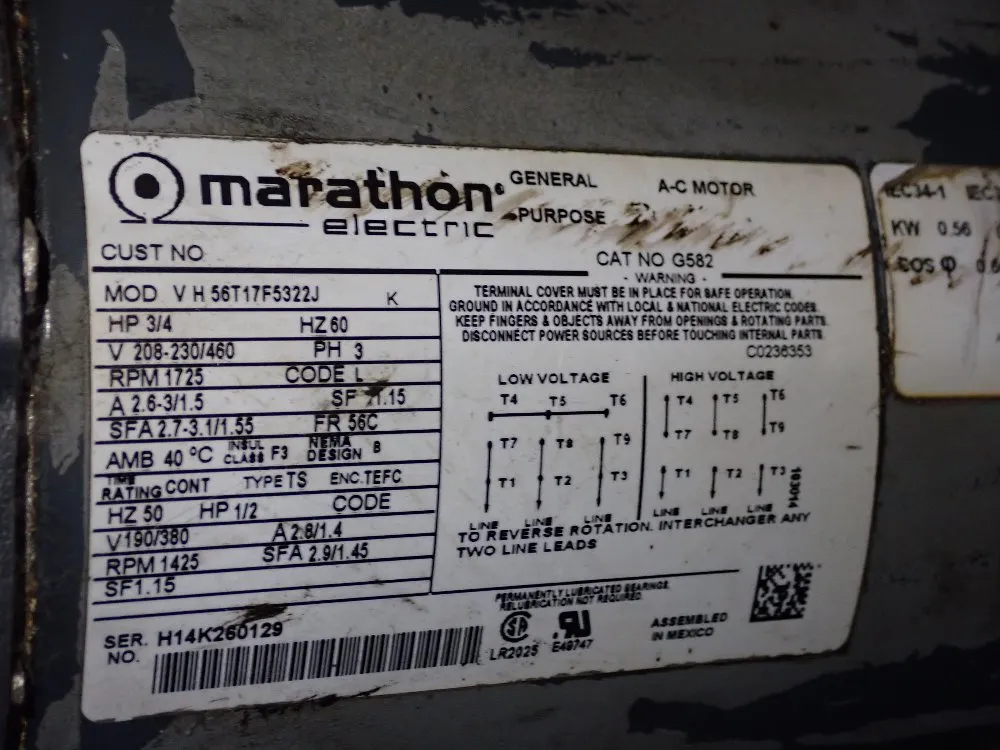 marathon®
electric
GENERAL
PURPOSE
A-C MOTOR
CUST NO
CAT NO G582
MOD VH 56T17F5322J K
HP 3/4 HZ 60
V 208-230/460 PH 3
RPM 1725 CODE L
A 2.6-3/1.5 SF 1.15
SFA 2.7-3.1/1.55 FR 56C
AMB 40 °C INSUL CLASS F3 NEMA DESIGN B
TIME RATING CONT TYPE TS ENC. TEFC
HZ 50 HP 1/2 CODE
V190/380 A 2.8/1.4
RPM 1425 SFA 2.9/1.45
SF1.15
SER. NO. H14K260129
- WARNING -
TERMINAL COVER MUST BE IN PLACE FOR SAFE OPERATION.
GROUND IN ACCORDANCE WITH LOCAL & NATIONAL ELECTRIC CODES.
KEEP FINGERS & OBJECTS AWAY FROM OPENINGS & ROTATING PARTS.
DISCONNECT POWER SOURCES BEFORE TOUCHING INTERNAL PARTS.
C0236353
LOW VOLTAGE
T4 T5 T6
T7 T8 T9
T1 T2 T3
LINE LINE LINE
HIGH VOLTAGE
T4 T5 T6
T7 T8 T9
T1 T2 T3
LINE LINE LINE
183014
TO REVERSE ROTATION. INTERCHANGER ANY
TWO LINE LEADS
PERMANENTLY LUBRICATED BEARINGS.
RELUBRICATION NOT REQUIRED.
LR2025 E49747
ASSEMBLED
IN MEXICO
IEC34-1
KW 0.56
COS φ